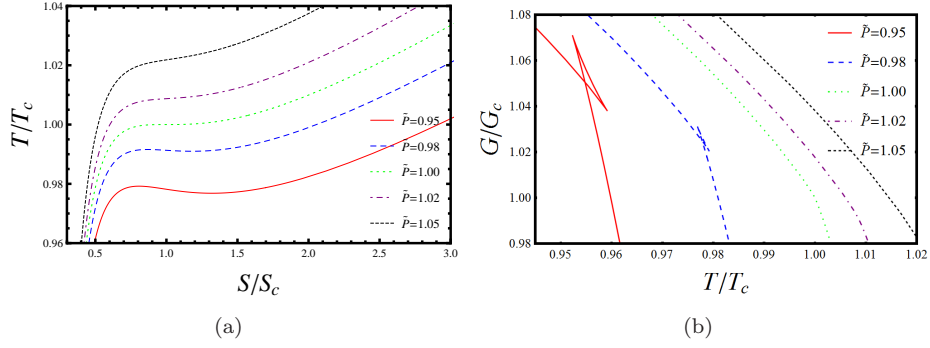 1.04
1.02
1.00
0.98
0.96
T/T_c
0.5
1.0
1.5
2.0
2.5
3.0
S/S_c
P̃=0.95
P̃=0.98
P̃=1.00
P̃=1.02
P̃=1.05
(a)
1.08
1.06
1.04
1.02
1.00
0.98
G/G_c
0.95
0.96
0.97
0.98
0.99
1.00
1.01
1.02
T/T_c
P̃=0.95
P̃=0.98
P̃=1.00
P̃=1.02
P̃=1.05
(b)